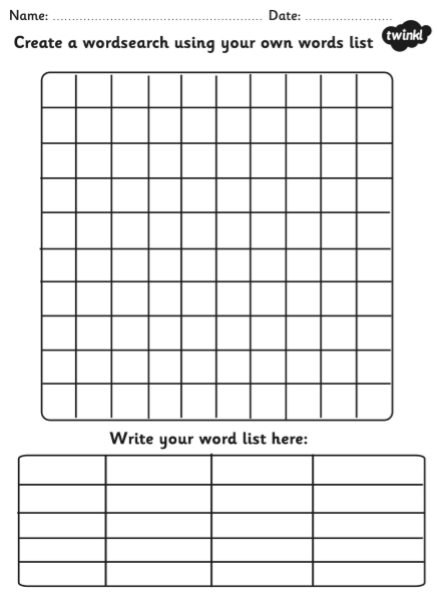 Name: ........................................................ Date: ........................
Create a wordsearch using your own words list
twinkl
Write your word list here: